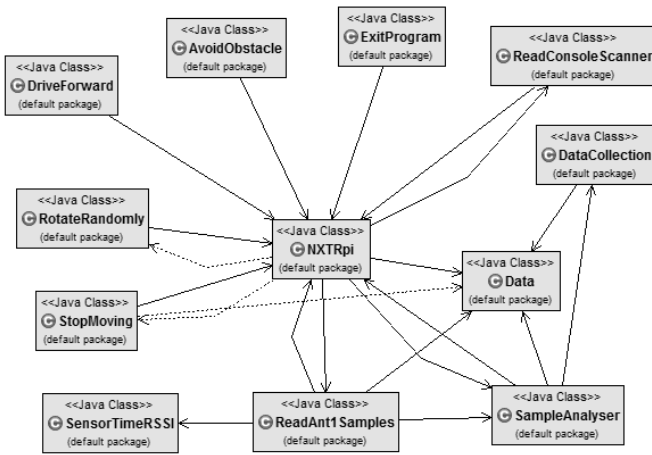 <<Java Class>>
ExitProgram
(default package)
<<Java Class>>
AvoidObstacle
(default package)
<<Java Class>>
ReadConsoleScanner
(default package)
<<Java Class>>
DriveForward
(default package)
<<Java Class>>
DataCollection
(default package)
<<Java Class>>
RotateRandomly
(default package)
<<Java Class>>
NXTRpi
(default package)
<<Java Class>>
Data
(default package)
<<Java Class>>
StopMoving
(default package)
<<Java Class>>
SensorTimeRSSI
(default package)
<<Java Class>>
ReadAnt1Samples
(default package)
<<Java Class>>
SampleAnalyser
(default package)